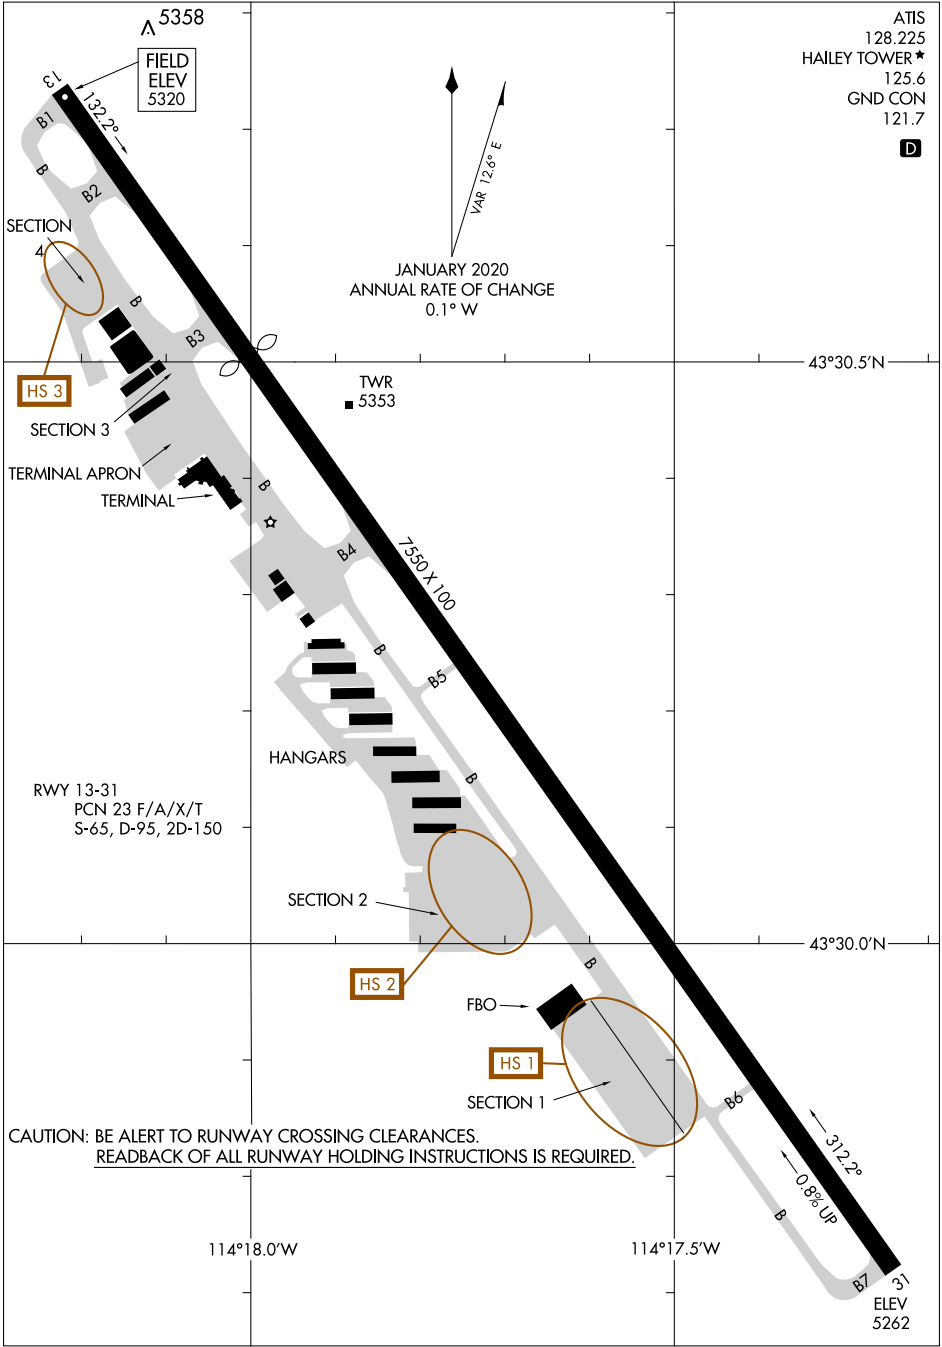 5358
FIELD
ELEV
5320
ATIS
128.225
HAILEY TOWER
125.6
GND CON
121.7
D
13
132.2°
B1
B
B2
VAR 12.6° E
SECTION
4
JANUARY 2020
ANNUAL RATE OF CHANGE
0.1° W
B
B3
43°30.5'N
HS 3
TWR
5353
SECTION 3
TERMINAL APRON
TERMINAL
B
B4
7550 X 100
B
B5
HANGARS
B
RWY 13-31
PCN 23 F/A/X/T
S-65, D-95, 2D-150
SECTION 2
43°30.0'N
HS 2
B
FBO
HS 1
SECTION 1
B6
CAUTION: BE ALERT TO RUNWAY CROSSING CLEARANCES.
READBACK OF ALL RUNWAY HOLDING INSTRUCTIONS IS REQUIRED.
312.2°
0.8% UP
B
114°18.0'W
114°17.5'W
B7
31
ELEV
5262